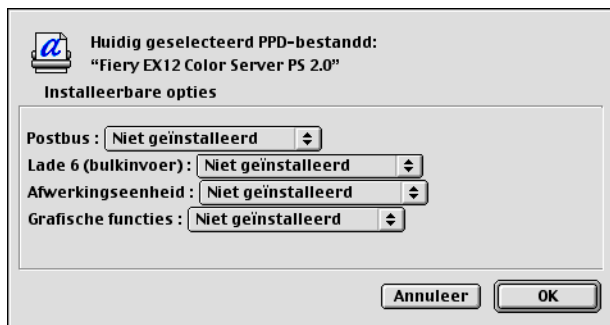 Huidig geselecteerd PPD-bestandd:
“Fiery EX12 Color Server PS 2.0”
Installeerbare opties
Postbus : Niet geïnstalleerd
Lade 6 (bulkinvoer) : Niet geïnstalleerd
Afwerkingseenheid : Niet geïnstalleerd
Grafische functies : Niet geïnstalleerd
Annuleer OK